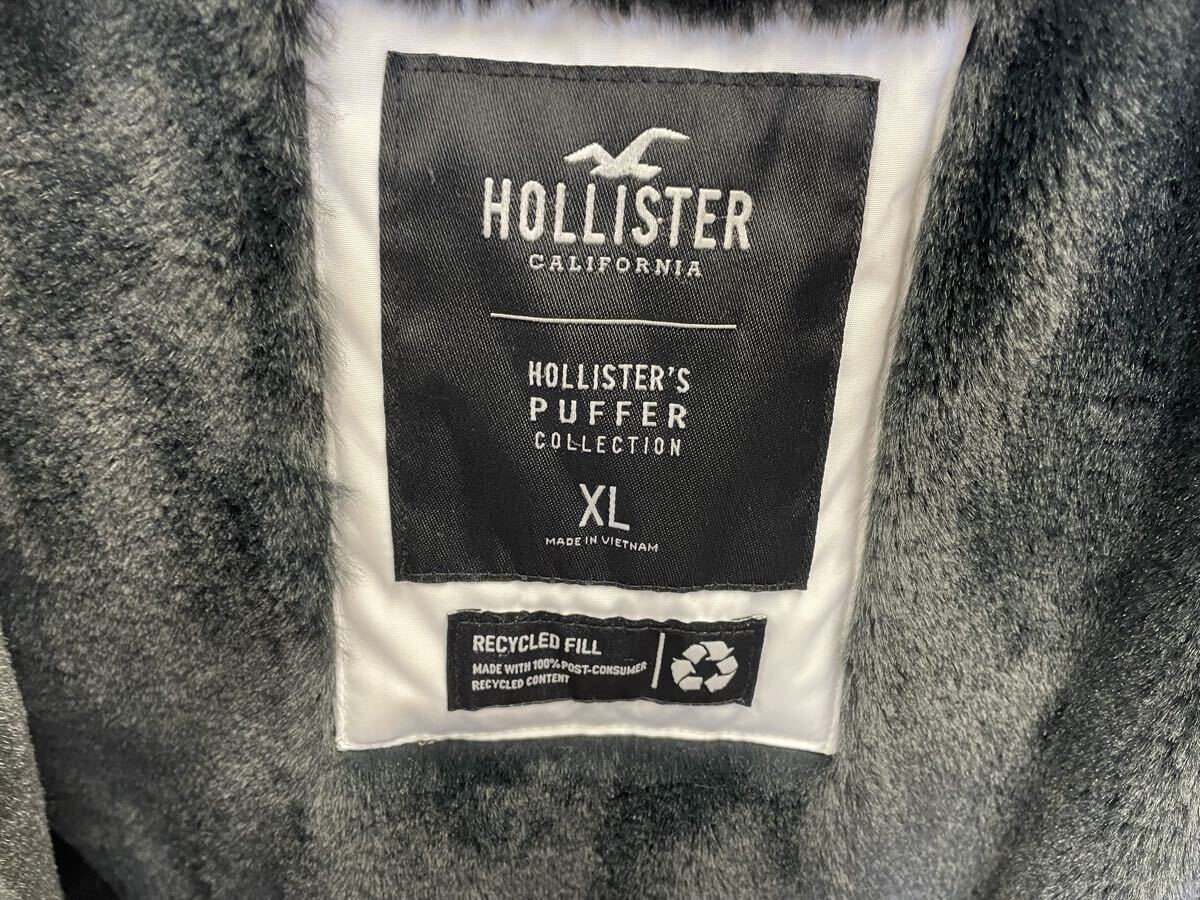 HOLLISTER
CALIFORNIA
HOLLISTER'S
PUFFER
COLLECTION
XL
MADE IN VIETNAM
RECYCLED FILL
MADE WITH 100% POST-CONSUMER
RECYCLED CONTENT